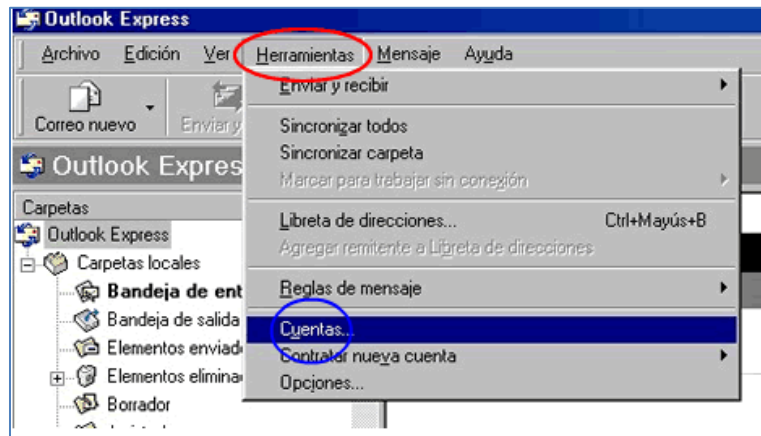 Outlook Express
Archivo Edición Ver Herramientas Mensaje Ayuda
Correo nuevo Enviar y
Outlook Expres
Carpetas
Outlook Express
Carpetas locales
Bandeja de ent
Bandeja de salida
Elementos enviad
Elementos elimina
Borrador
Enviar y recibir
Sincronizar todos
Sincronizar carpeta
Marcar para trabajar sin conexión
Libreta de direcciones... Ctrl+Mayús+B
Agregar remitente a Libreta de direcciones
Reglas de mensaje
Cuentas...
Contratar nueva cuenta
Opciones...